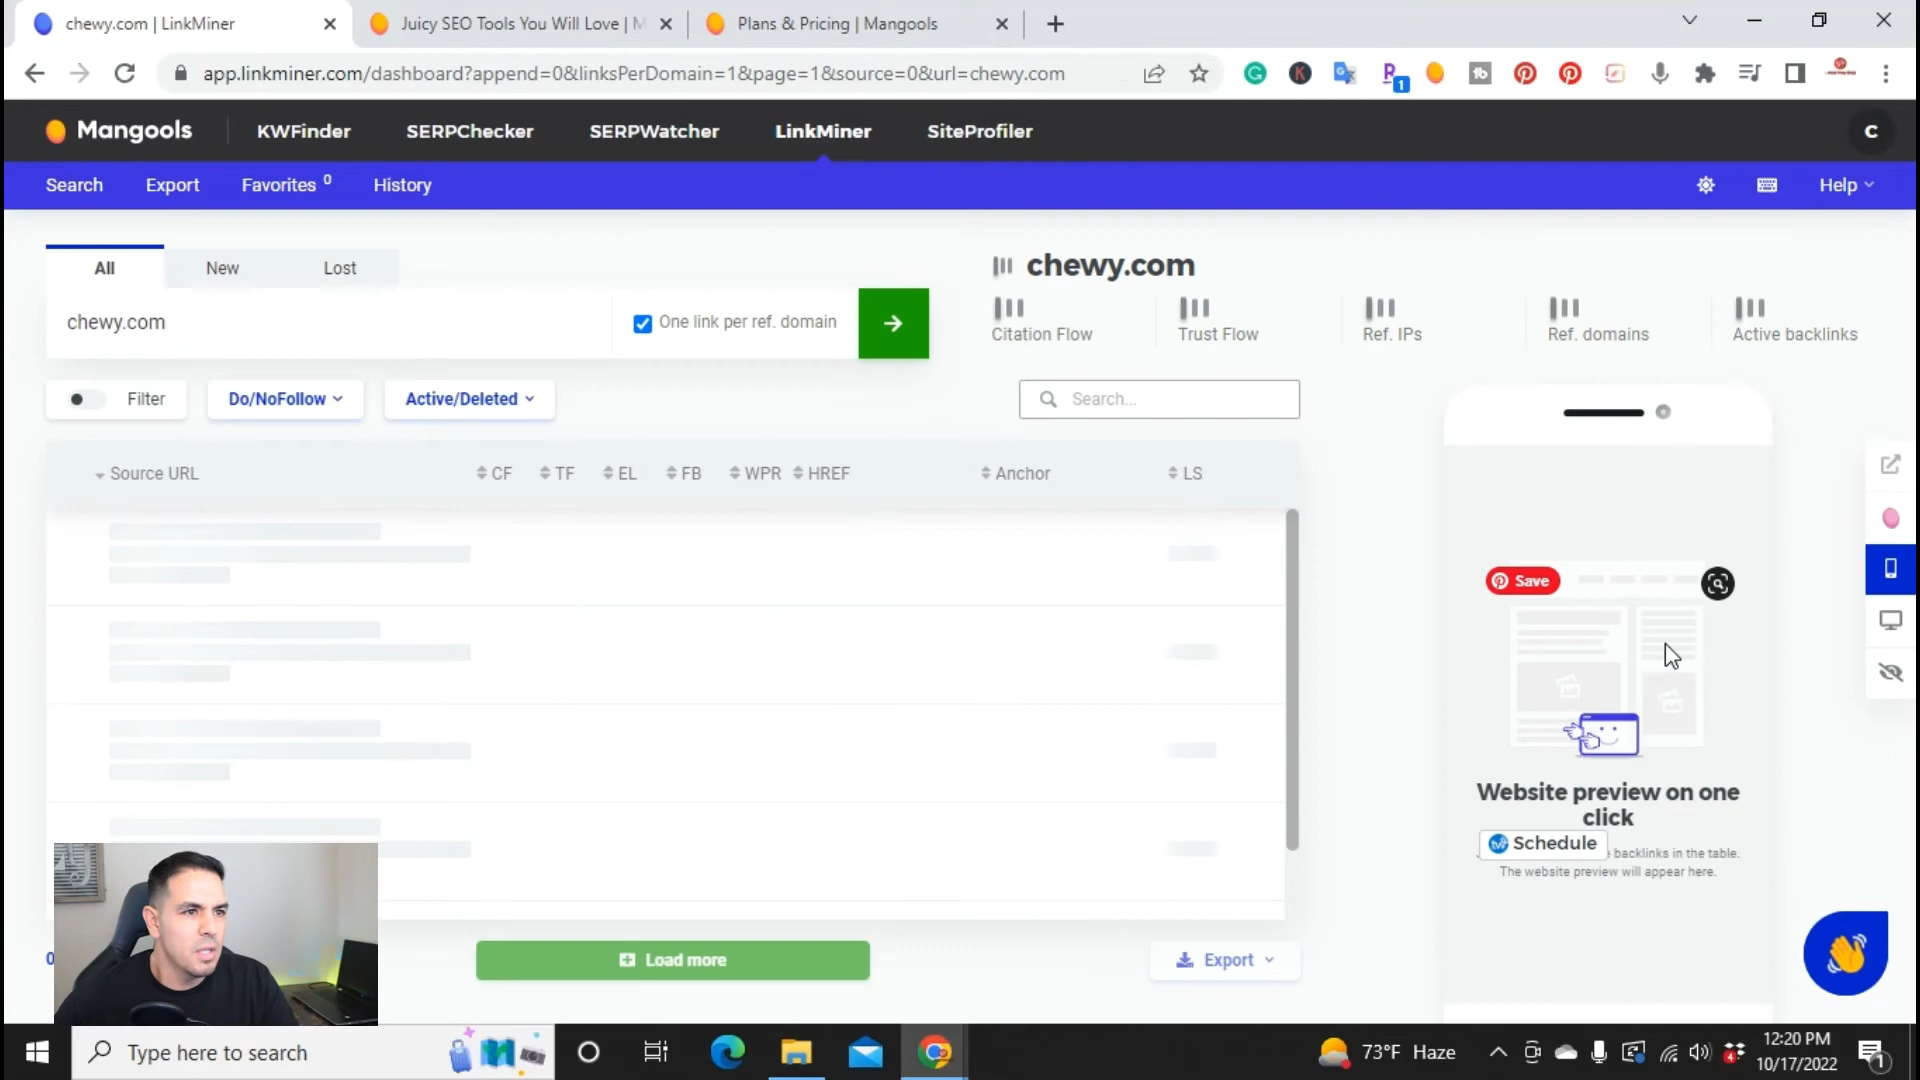 chewy.com | LinkMiner
Juicy SEO Tools You Will Love | M
Plans & Pricing | Mangools
app.linkminer.com/dashboard?append=0&linksPerDomain=1&page=1&source=0&url=chewy.com
1
Mangools
KWFinder
SERPChecker
SERPWatcher
LinkMiner
SiteProfiler
C
Search
Export
Favorites 0
History
Help
All
New
Lost
chewy.com
One link per ref. domain
chewy.com
Citation Flow
Trust Flow
Ref. IPs
Ref. domains
Active backlinks
Filter
Do/NoFollow
Active/Deleted
Search...
Source URL
CF
TF
EL
FB
WPR
HREF
Anchor
LS
Save
Website preview on one
click
Schedule
backlinks in the table.
The website preview will appear here.
0
Load more
Export
Type here to search
73°F Haze
4
12:20 PM
10/17/2022
1